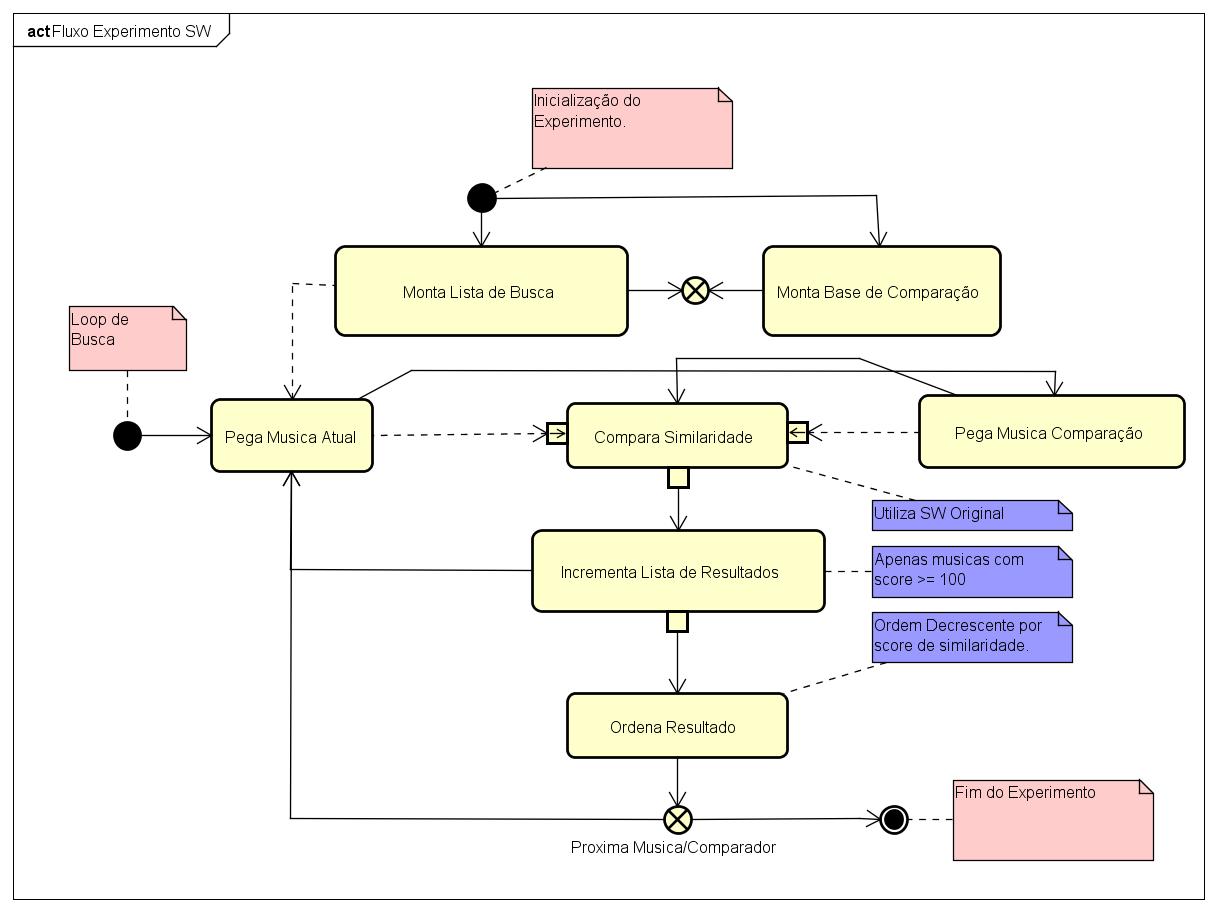 act Fluxo Experimento SW
Inicialização do
Experimento.
Monta Lista de Busca
Monta Base de Comparação
Loop de
Busca
Pega Musica Atual
Compara Similaridade
Pega Musica Comparação
Utiliza SW Original
Incrementa Lista de Resultados
Apenas musicas com
score >= 100
Ordem Decrescente por
score de similaridade.
Ordena Resultado
Fim do Experimento
Proxima Musica/Comparador